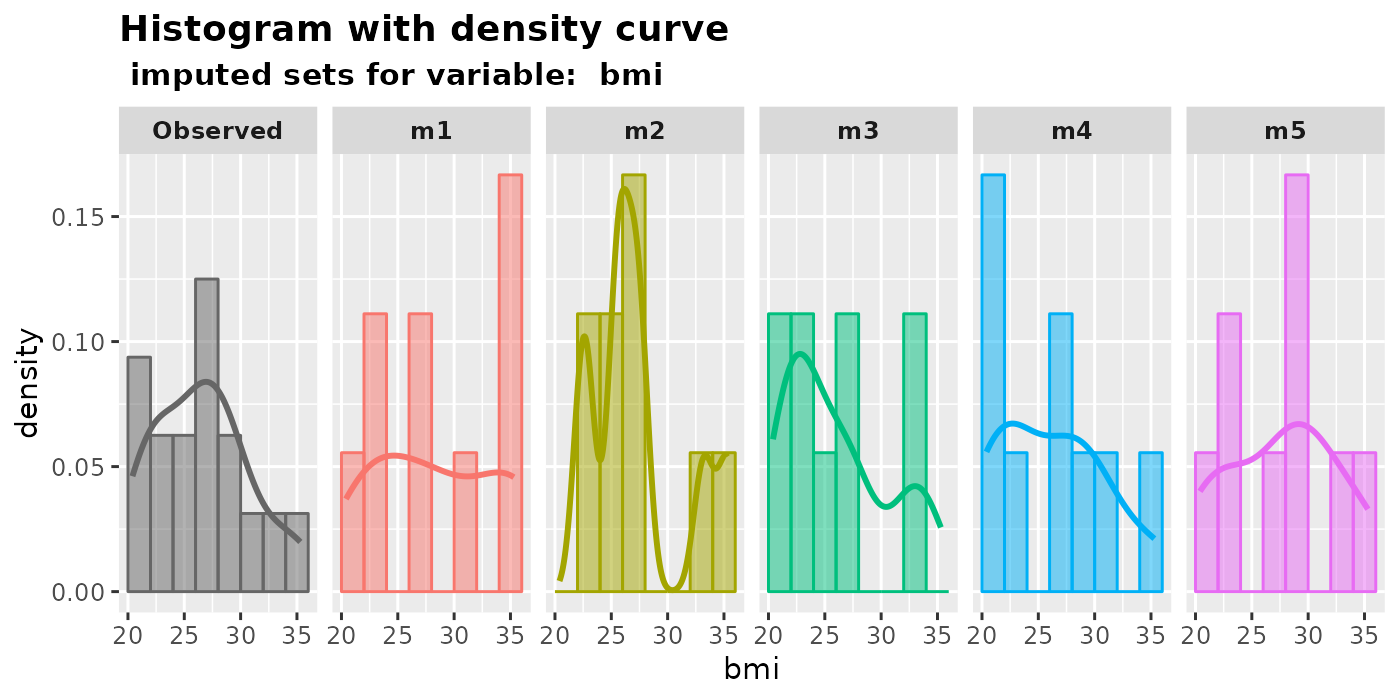 Histogram with density curve
imputed sets for variable:  bmi
Observed m1 m2 m3 m4 m5
density
0.15
0.10
0.05
0.00
20 25 30 35 20 25 30 35 20 25 30 35 20 25 30 35 20 25 30 35 20 25 30 35
bmi